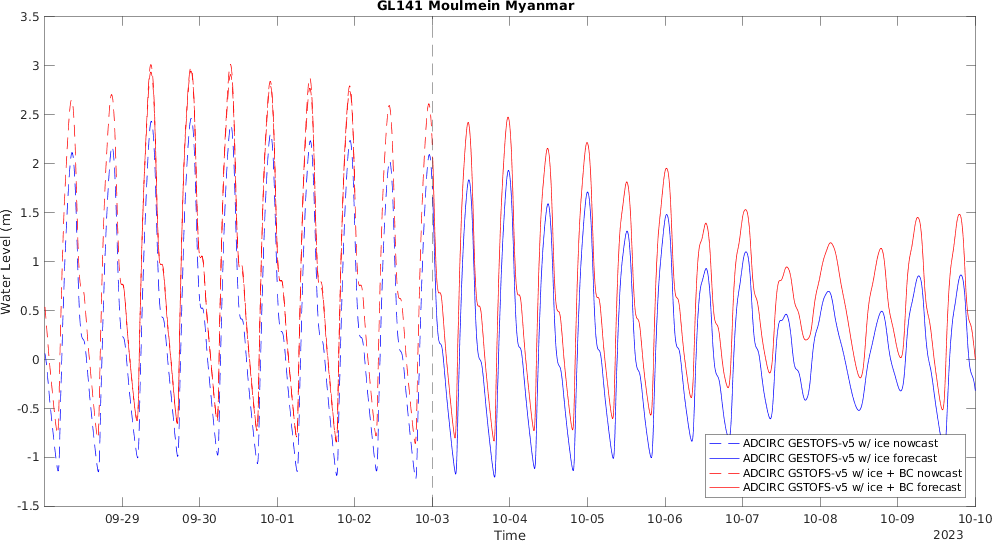 GL141 Moulmein Myanmar
3.5
3
2.5
2
1.5
1
0.5
0
-0.5
-1
-1.5
Water Level (m)
ADCIRC GESTOFS-v5 w/ ice nowcast
ADCIRC GESTOFS-v5 w/ ice forecast
ADCIRC GSTOFS-v5 w/ ice + BC nowcast
ADCIRC GSTOFS-v5 w/ ice + BC forecast
09-29 09-30 10-01 10-02 10-03 10-04 10-05 10-06 10-07 10-08 10-09 10-10
Time
2023